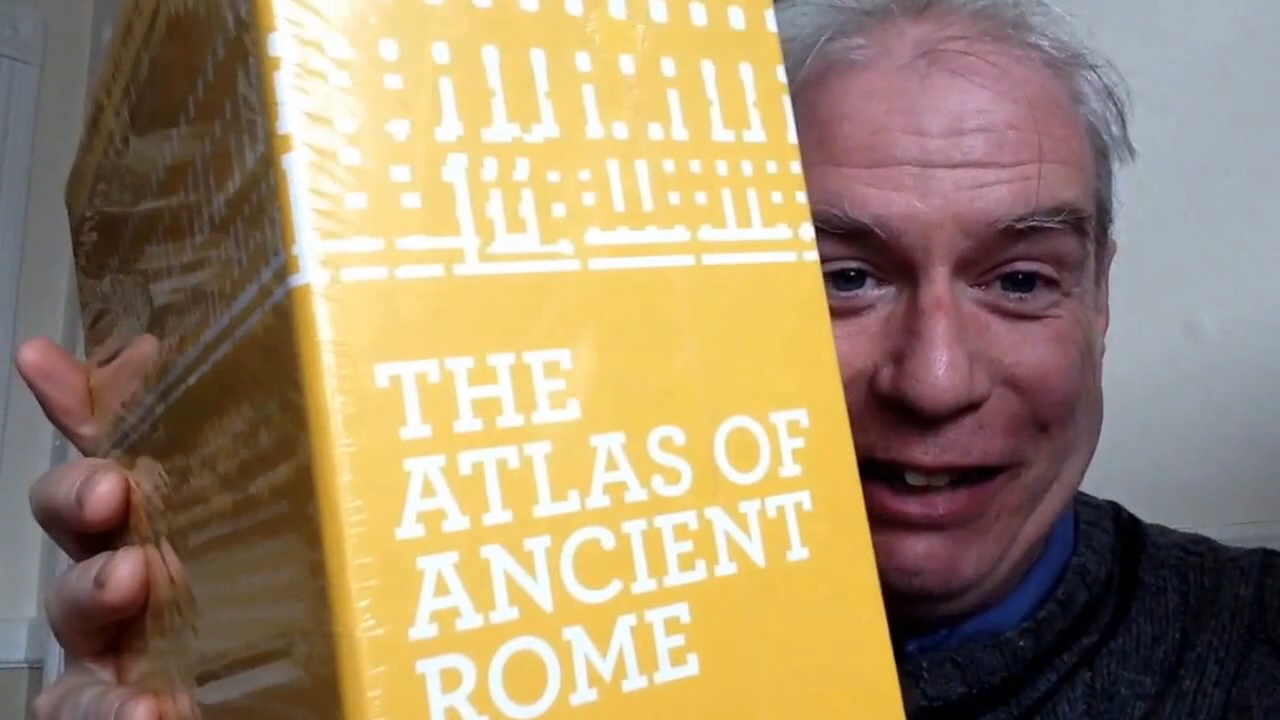 THE
ATLAS OF
ANCIENT
ROME